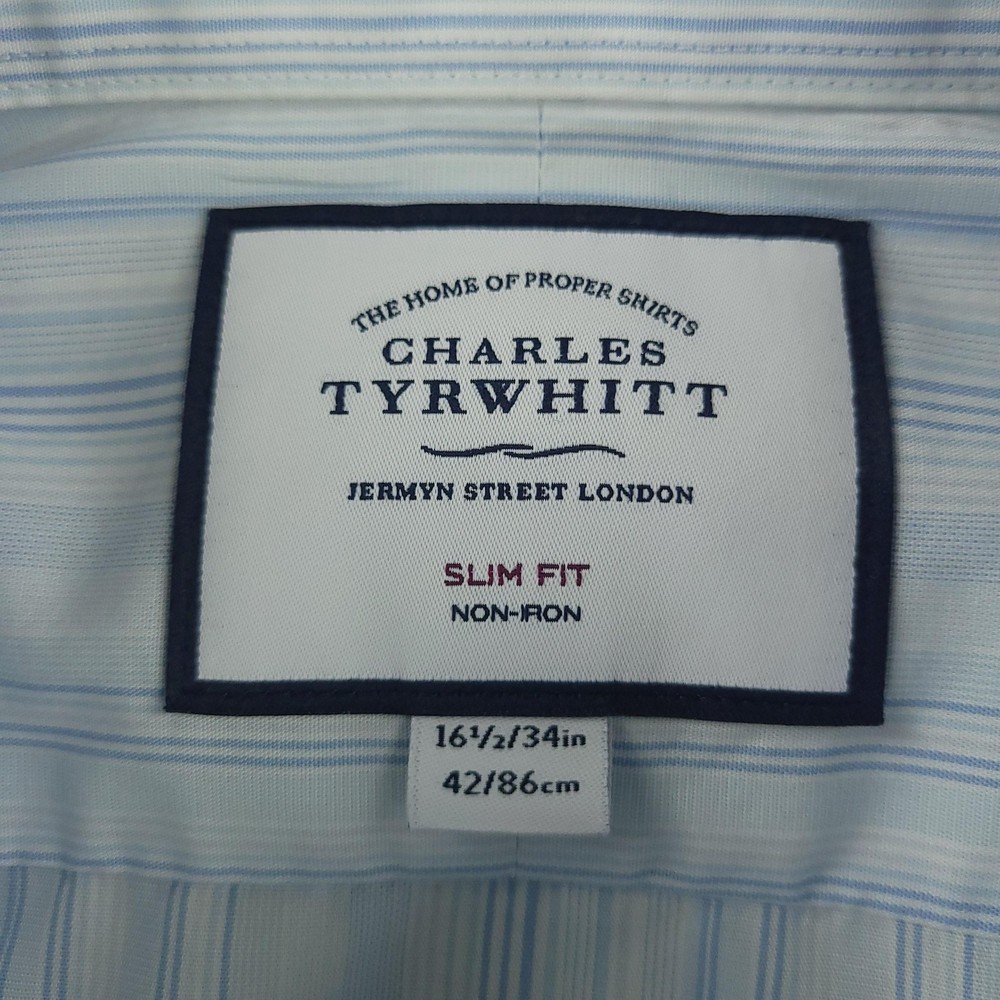 THE HOME OF PROPER SHIRTS
CHARLES
TYRWHITT
JERMYN STREET LONDON
SLIM FIT
NON-IRON
16½/34in
42/86cm